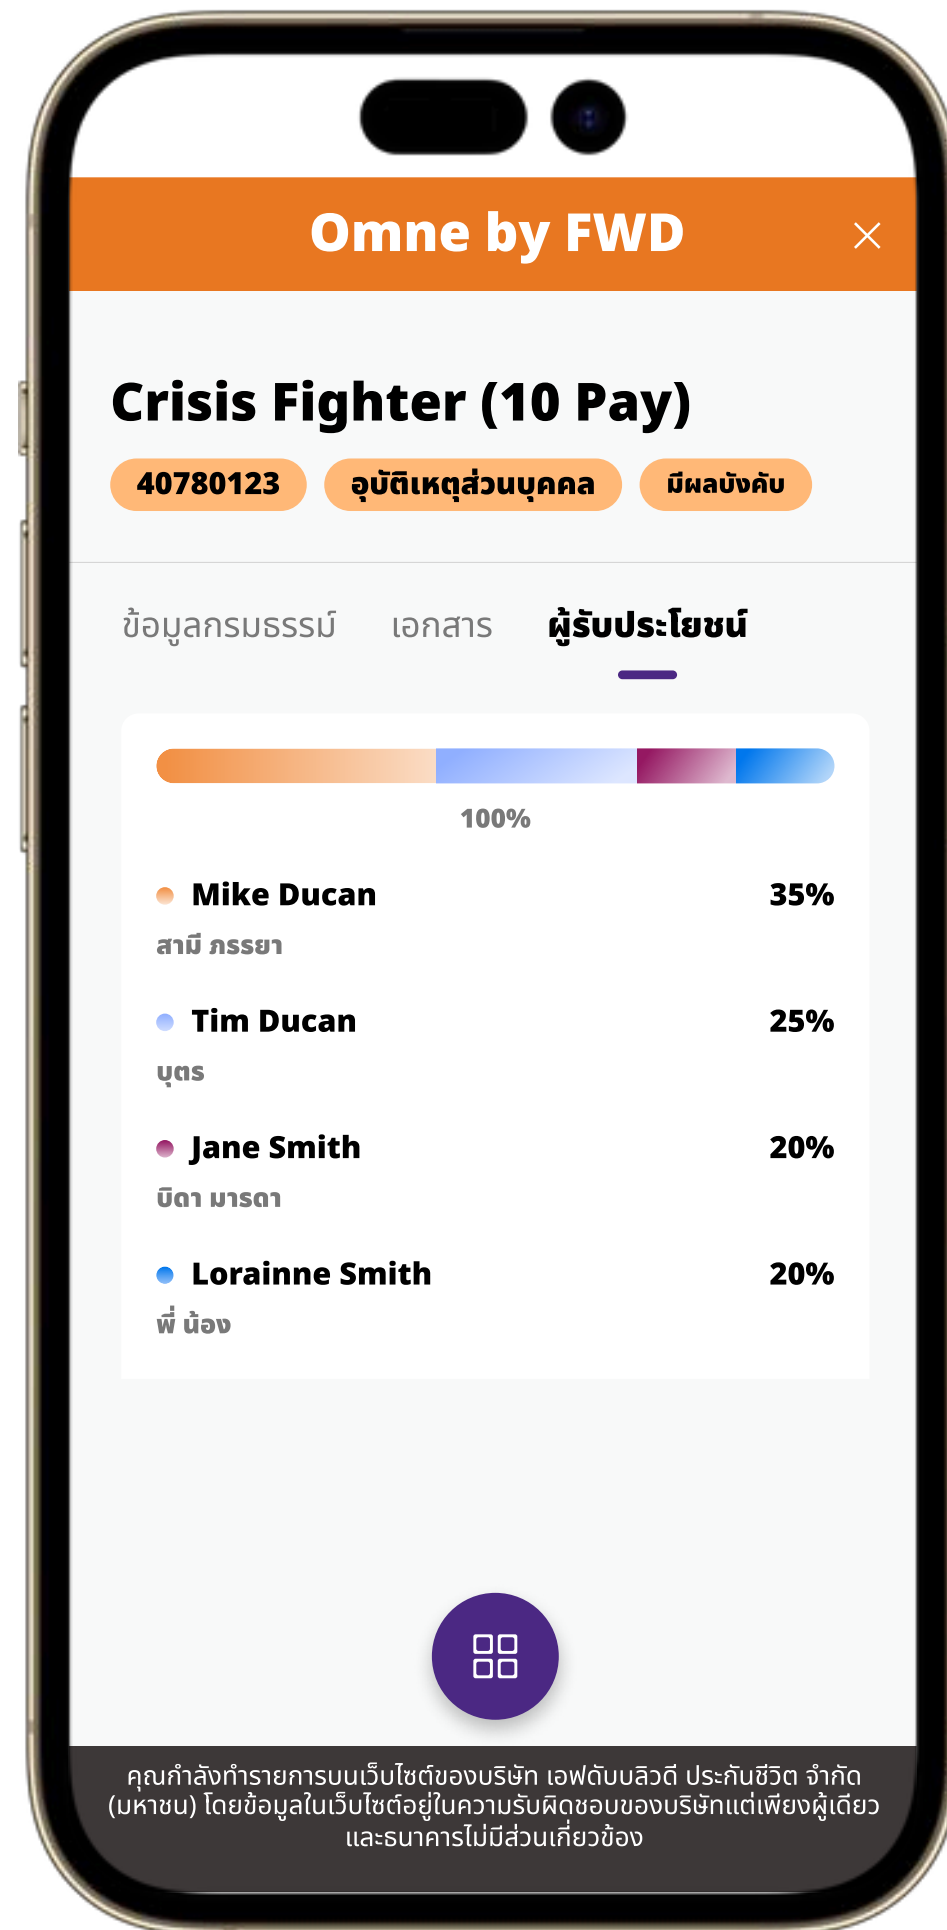 Omne by FWD
Crisis Fighter (10 Pay)
40780123 อุบัติเหตุส่วนบุคคล มีผลบังคับ
ข้อมูลกรมธรรม์ เอกสาร ผู้รับประโยชน์
100%
Mike Ducan 35%
สามี ภรรยา
Tim Ducan 25%
บุตร
Jane Smith 20%
บิดา มารดา
Lorainne Smith 20%
พี่ น้อง
คุณกำลังทำรายการบนเว็บไซต์ของบริษัท เอฟดับบลิวดี ประกันชีวิต จำกัด
(มหาชน) โดยข้อมูลในเว็บไซต์อยู่ในความรับผิดชอบของบริษัทแต่เพียงผู้เดียว
และธนาคารไม่มีส่วนเกี่ยวข้อง